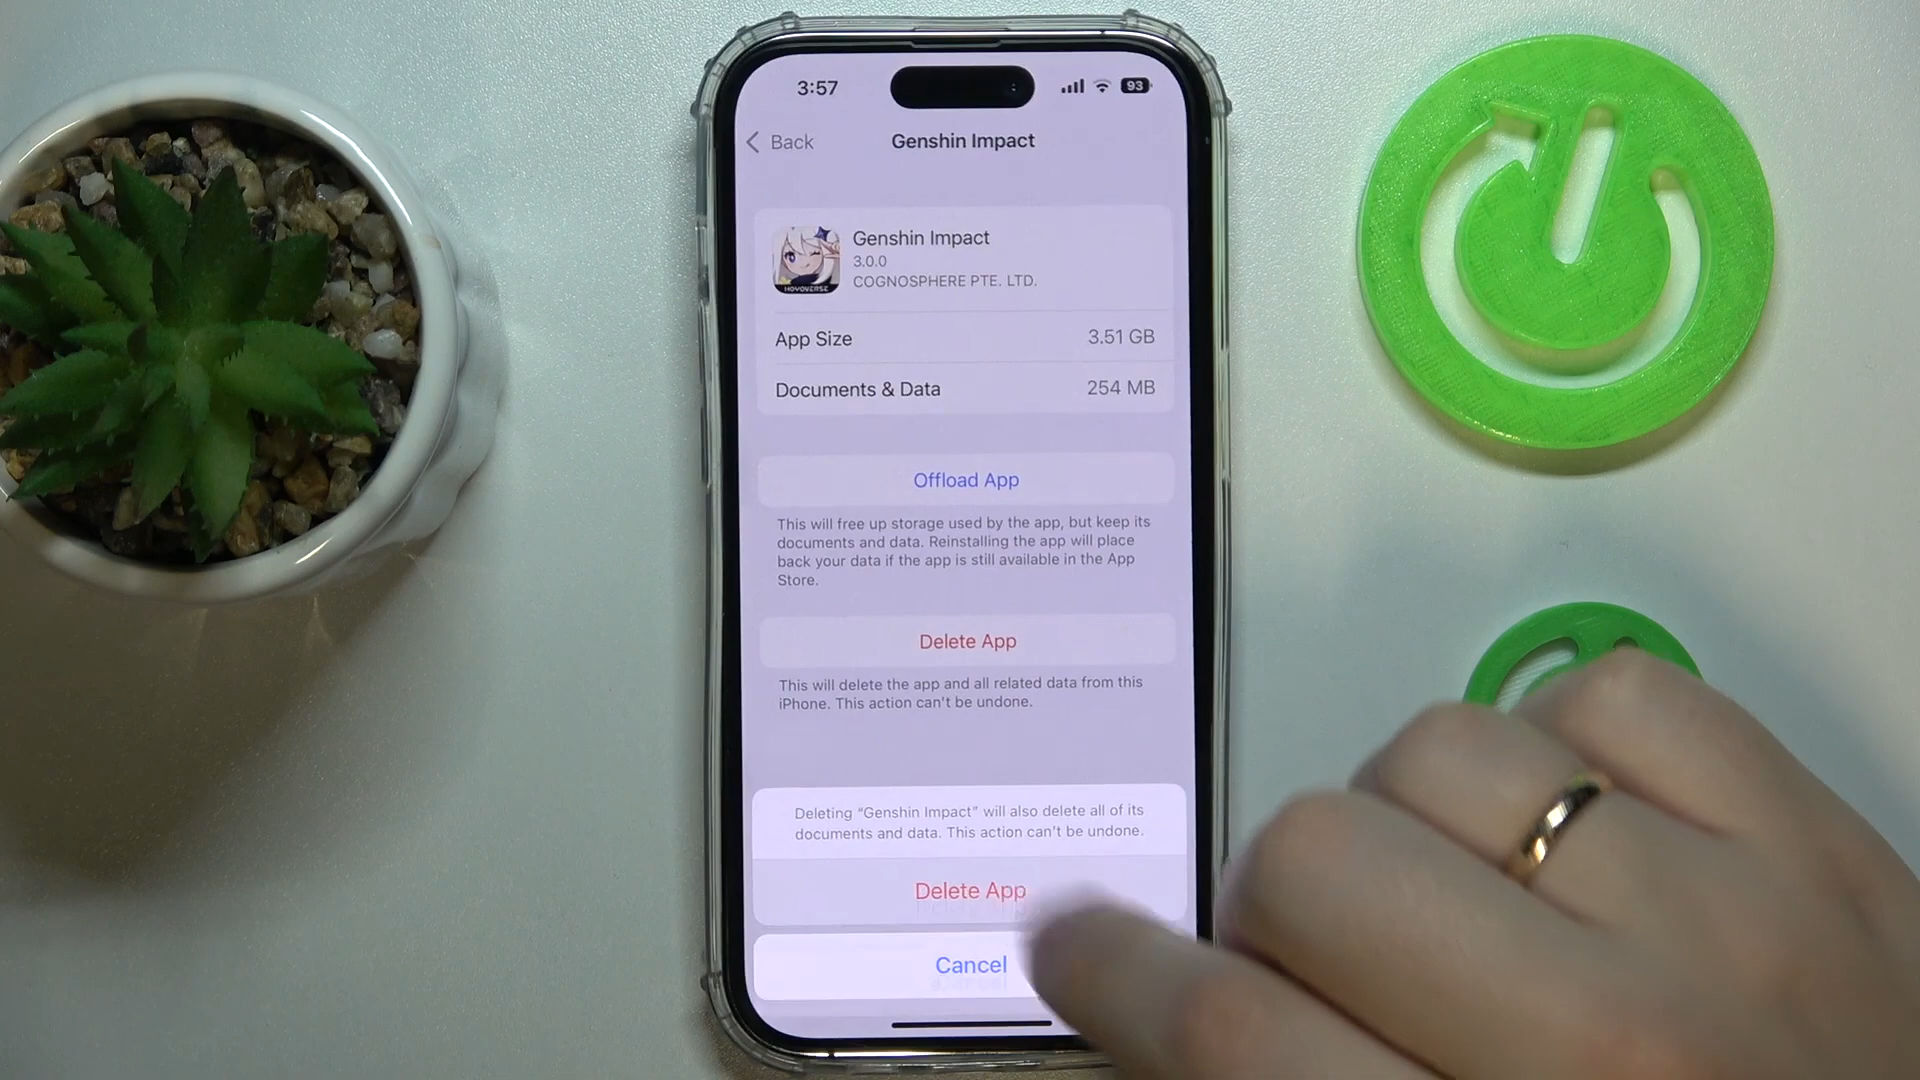 3:57
93
Back
Genshin Impact
Genshin Impact
3.0.0
COGNOSPHERE PTE. LTD.
HOYOVERSE
App Size 3.51 GB
Documents & Data 254 MB
Offload App
This will free up storage used by the app, but keep its
documents and data. Reinstalling the app will place
back your data if the app is still available in the App
Store.
Delete App
This will delete the app and all related data from this
iPhone. This action can't be undone.
Deleting “Genshin Impact” will also delete all of its
documents and data. This action can't be undone.
Delete App
Cancel